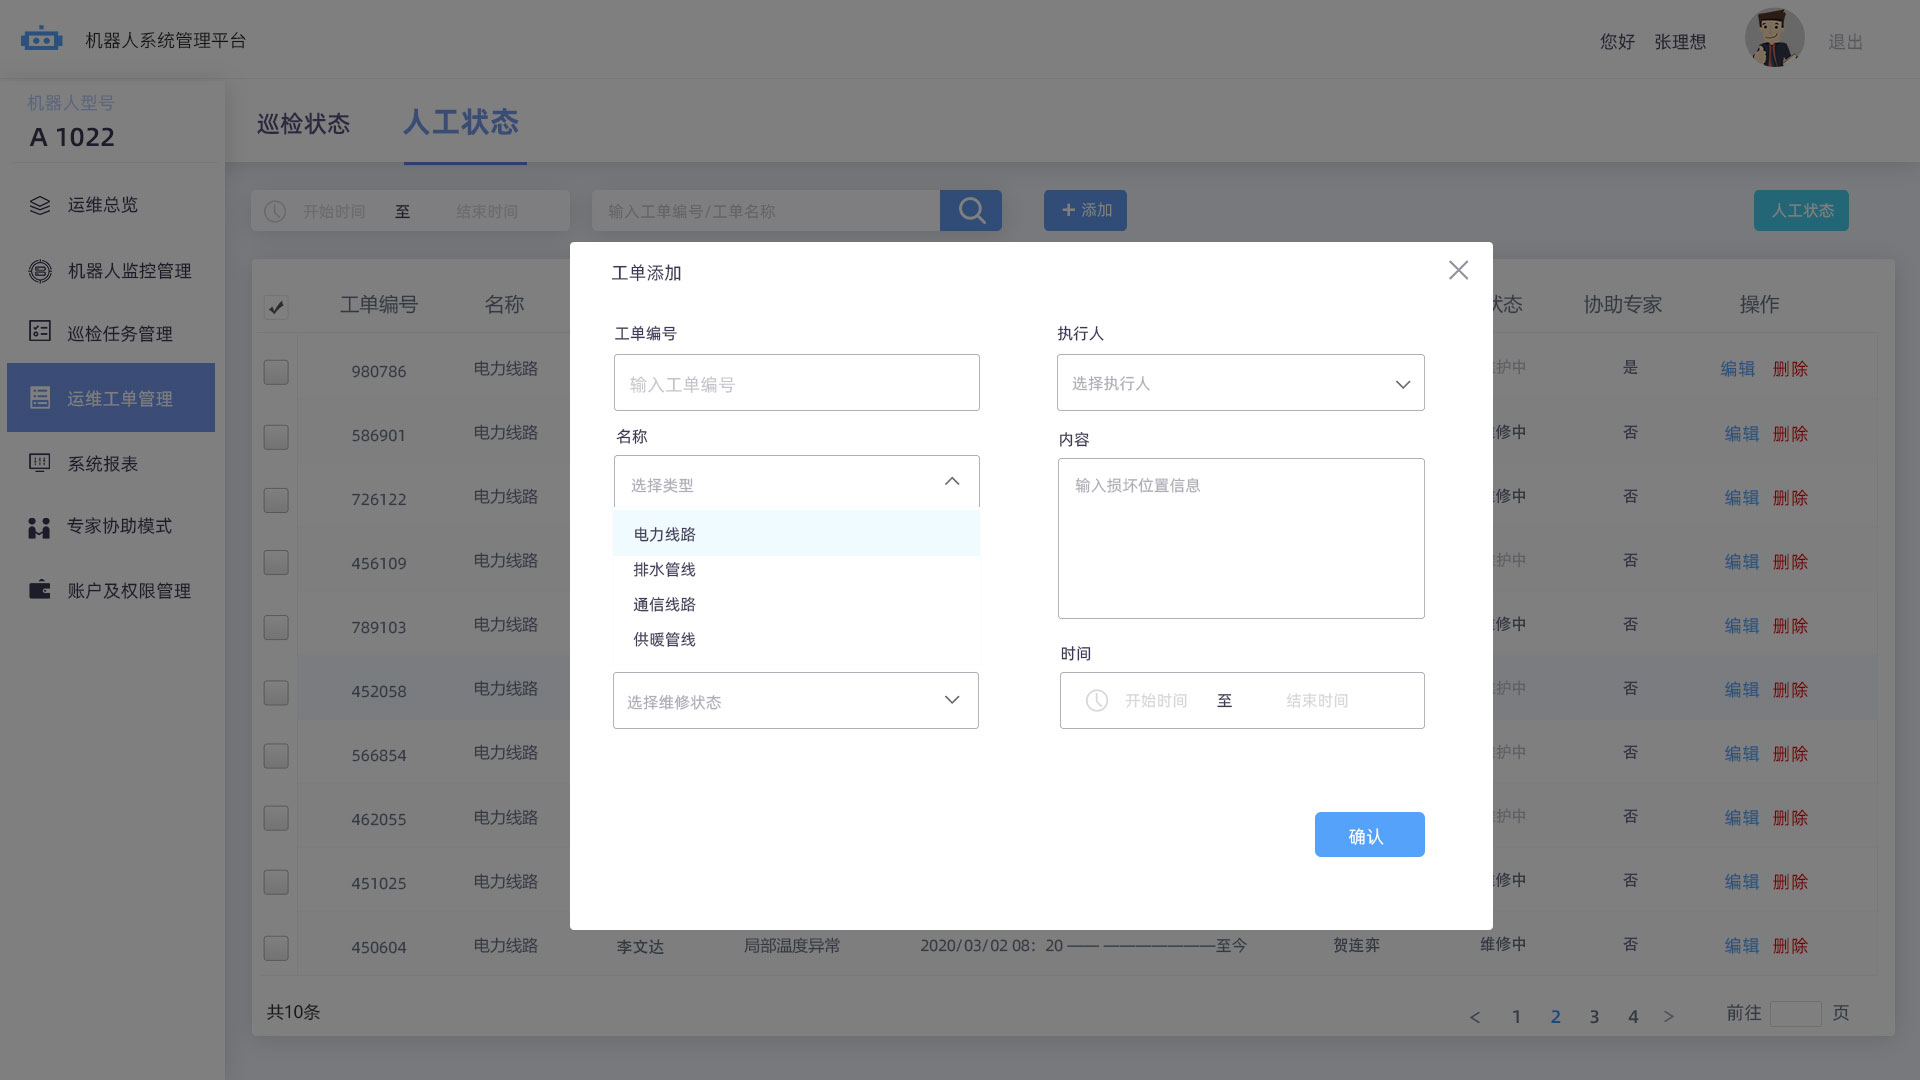 机器人系统管理平台
您好 张理想
退出
机器人型号
A 1022
运维总览
机器人监控管理
巡检任务管理
运维工单管理
系统报表
专家协助模式
账户及权限管理
巡检状态
人工状态
开始时间 至 结束时间
输入工单编号/工单名称
+ 添加
人工状态
工单编号 名称 状态 协助专家 操作
980786 电力线路 护中 是 编辑 删除
586901 电力线路 修中 否 编辑 删除
726122 电力线路 修中 否 编辑 删除
456109 电力线路 护中 否 编辑 删除
789103 电力线路 修中 否 编辑 删除
452058 电力线路 护中 否 编辑 删除
566854 电力线路 护中 否 编辑 删除
462055 电力线路 护中 否 编辑 删除
451025 电力线路 修中 否 编辑 删除
450604 电力线路 李文达 局部温度异常 2020/03/02 08：20 —— ———————至今 贺连弈 维修中 否 编辑 删除
共10条
< 1 2 3 4 >
前往 页
工单添加
工单编号
输入工单编号
名称
选择类型
电力线路
排水管线
通信线路
供暖管线
选择维修状态
执行人
选择执行人
内容
输入损坏位置信息
时间
开始时间 至 结束时间
确认